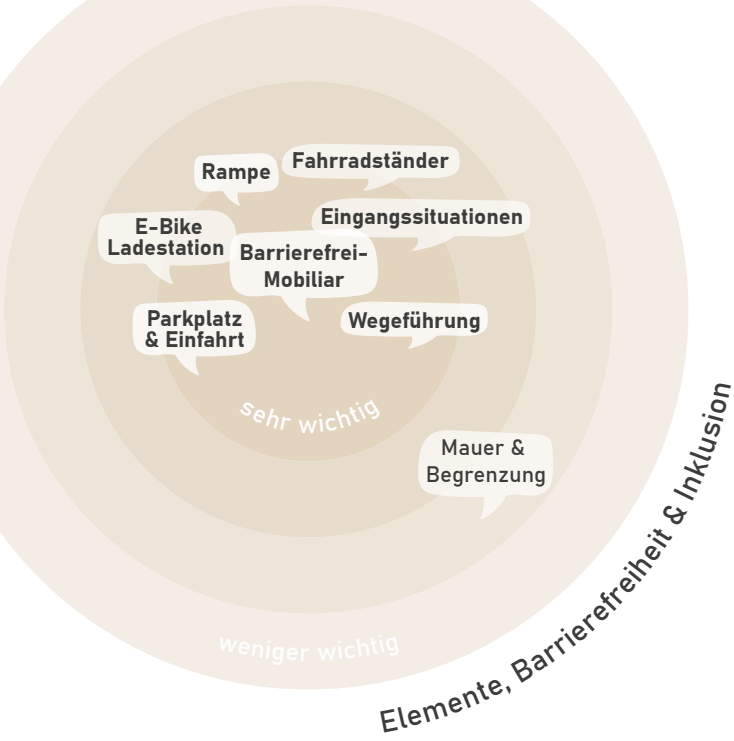 Rampe
Fahrradständer
E-Bike
Ladestation
Eingangssituationen
Barrierefrei-
Mobiliar
Parkplatz
& Einfahrt
Wegeführung
sehr wichtig
Mauer &
Begrenzung
weniger wichtig
Elemente, Barrierefreiheit & Inklusion